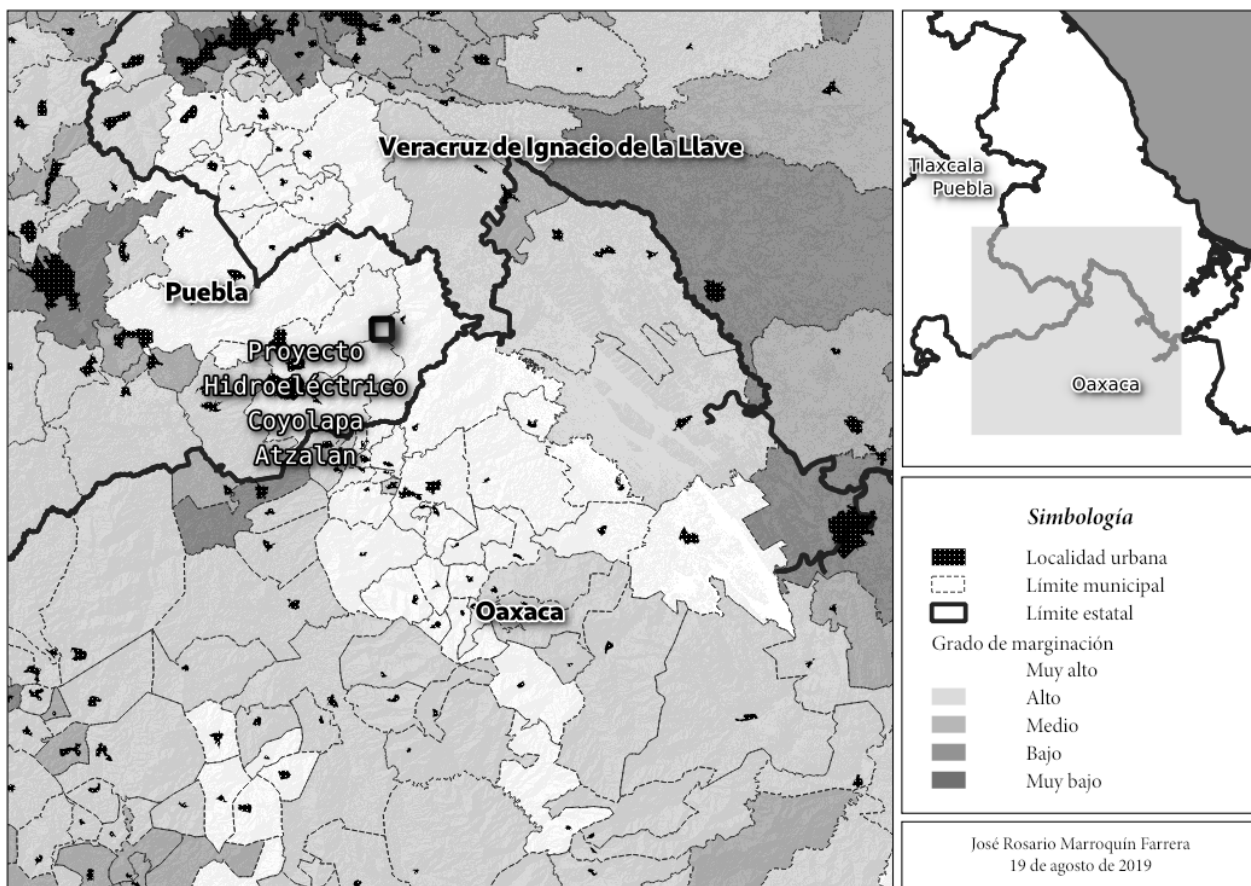 Veracruz de Ignacio de la Llave
Puebla
Proyecto
Hidroeléctrico
Coyolapa
Atzalan
Oaxaca
Tlaxcala
Puebla
Oaxaca
Simbología
Localidad urbana
Límite municipal
Límite estatal
Grado de marginación
Muy alto
Alto
Medio
Bajo
Muy bajo
José Rosario Marroquín Farrera
19 de agosto de 2019